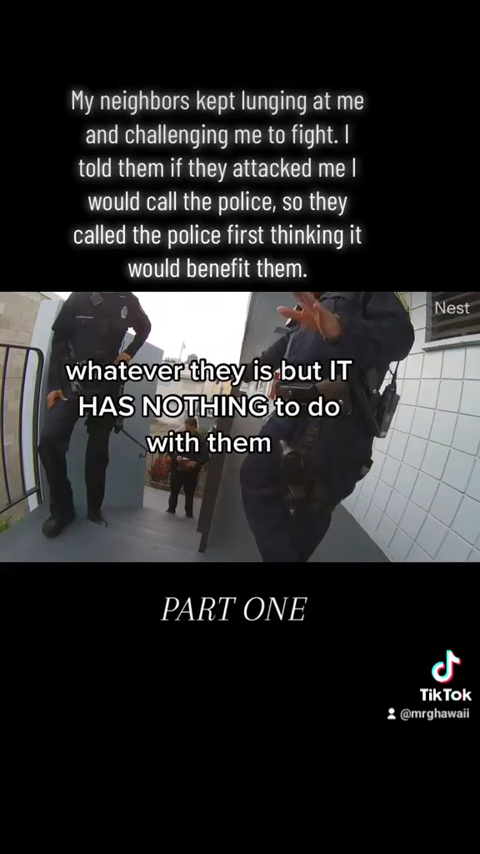 My neighbors kept lunging at me
and challenging me to fight. I
told them if they attacked me I
would call the police, so they
called the police first thinking it
would benefit them.
Nest
whatever they is but IT
HAS NOTHING to do
with them
PART ONE
TikTok
@mrghawaii